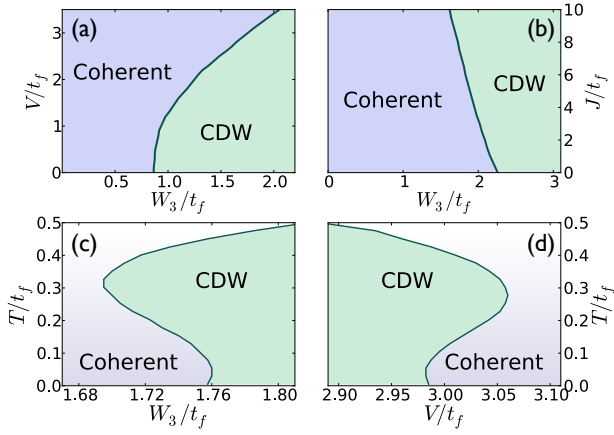 (a)
Coherent
CDW
V/t_f
3
2
1
0
0.5 1.0 1.5 2.0
W_3/t_f
(b)
Coherent
CDW
J/t_f
10
8
6
4
2
0
0 1 2 3
W_3/t_f
(c)
CDW
Coherent
T/t_f
0.5
0.4
0.3
0.2
0.1
0.0
1.68 1.72 1.76 1.80
W_3/t_f
(d)
CDW
Coherent
T/t_f
0.5
0.4
0.3
0.2
0.1
0.0
2.90 2.95 3.00 3.05 3.10
V/t_f